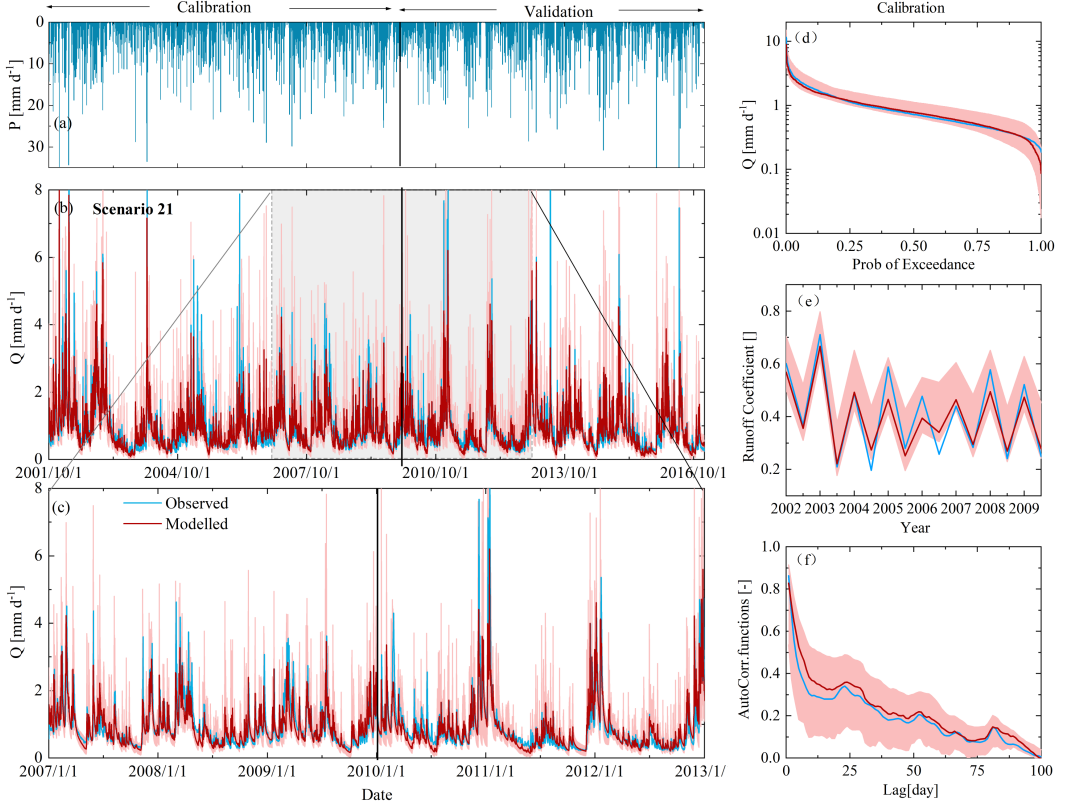 Calibration
Validation
0
10
20
30
P [mm d⁻¹]
(a)
8
6
4
2
0
Q [mm d⁻¹]
(b)
Scenario 21
2001/10/1
2004/10/1
2007/10/1
2010/10/1
2013/10/1
2016/10/1
8
6
4
2
0
Q [mm d⁻¹]
(c)
Observed
Modelled
2007/1/1
2008/1/1
2009/1/1
2010/1/1
2011/1/1
2012/1/1
2013/1/
Date
Calibration
(d)
10
1
0.1
0.01
Q [mm d⁻¹]
0.00
0.25
0.50
0.75
1.00
Prob of Exceedance
(e)
0.8
0.6
0.4
0.2
Runoff Coefficient []
2002
2003
2004
2005
2006
2007
2008
2009
Year
(f)
1.0
0.8
0.6
0.4
0.2
0.0
AutoCorr.functions [-]
0
25
50
75
100
Lag[day]